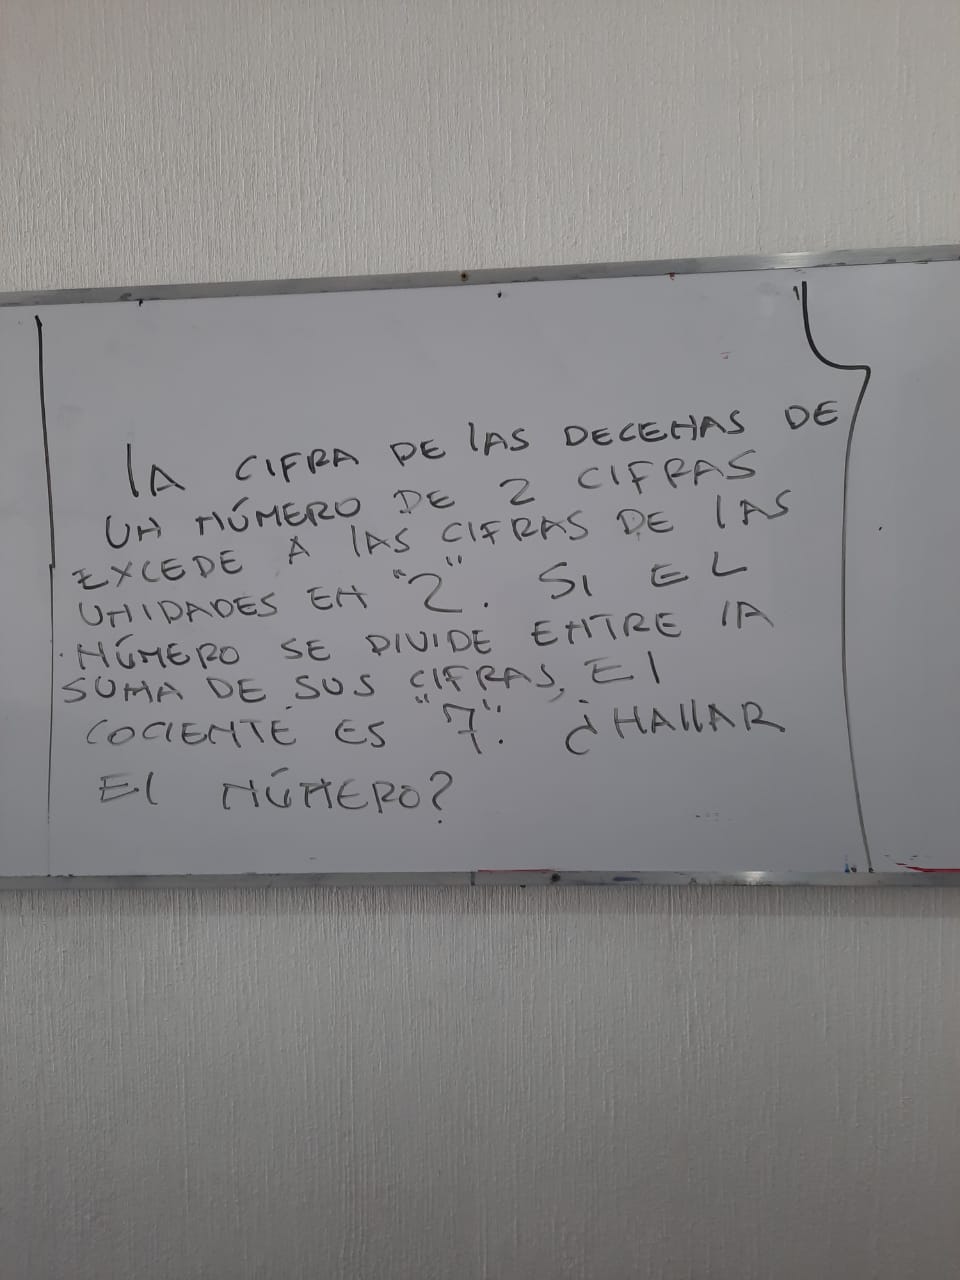 LA CIFRA DE LAS DECENAS DE
UN NÚMERO DE 2 CIFRAS
EXCEDE A LAS CIFRAS DE LAS
UNIDADES EN "2". SI EL
NÚMERO SE DIVIDE ENTRE LA
SUMA DE SUS CIFRAS, EL
COCIENTE ES "7". ¿HALLAR
EL NÚMERO?